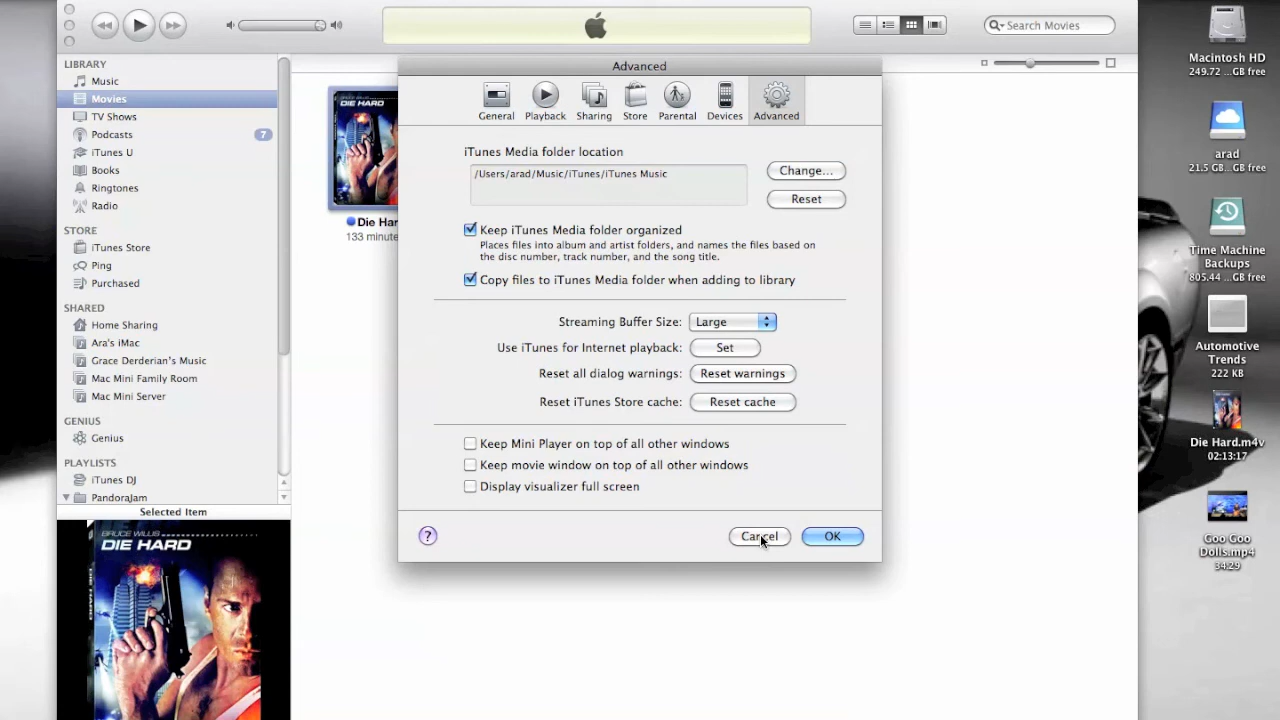 Search Movies
LIBRARY
Music
Movies
TV Shows
Podcasts
7
iTunes U
Books
Ringtones
Radio
STORE
iTunes Store
Ping
Purchased
SHARED
Home Sharing
Ara's iMac
Grace Derderian's Music
Mac Mini Family Room
Mac Mini Server
GENIUS
Genius
PLAYLISTS
iTunes DJ
PandoraJam
Selected Item
BRUCE WILLIS
DIE HARD
DIE HARD
Die Har
133 minute
Advanced
General
Playback
Sharing
Store
Parental
Devices
Advanced
iTunes Media folder location
/Users/arad/Music/iTunes/iTunes Music
Change...
Reset
Keep iTunes Media folder organized
Places files into album and artist folders, and names the files based on
the disc number, track number, and the song title.
Copy files to iTunes Media folder when adding to library
Streaming Buffer Size: Large
Use iTunes for Internet playback: Set
Reset all dialog warnings: Reset warnings
Reset iTunes Store cache: Reset cache
Keep Mini Player on top of all other windows
Keep movie window on top of all other windows
Display visualizer full screen
?
Cancel
OK
Macintosh HD
249.72 ...GB free
arad
21.5 GB...GB free
Time Machine
Backups
805.44 ...GB free
Automotive
Trends
222 KB
Die Hard.m4v
02:13:17
Goo Goo
Dolls.mp4
34:29